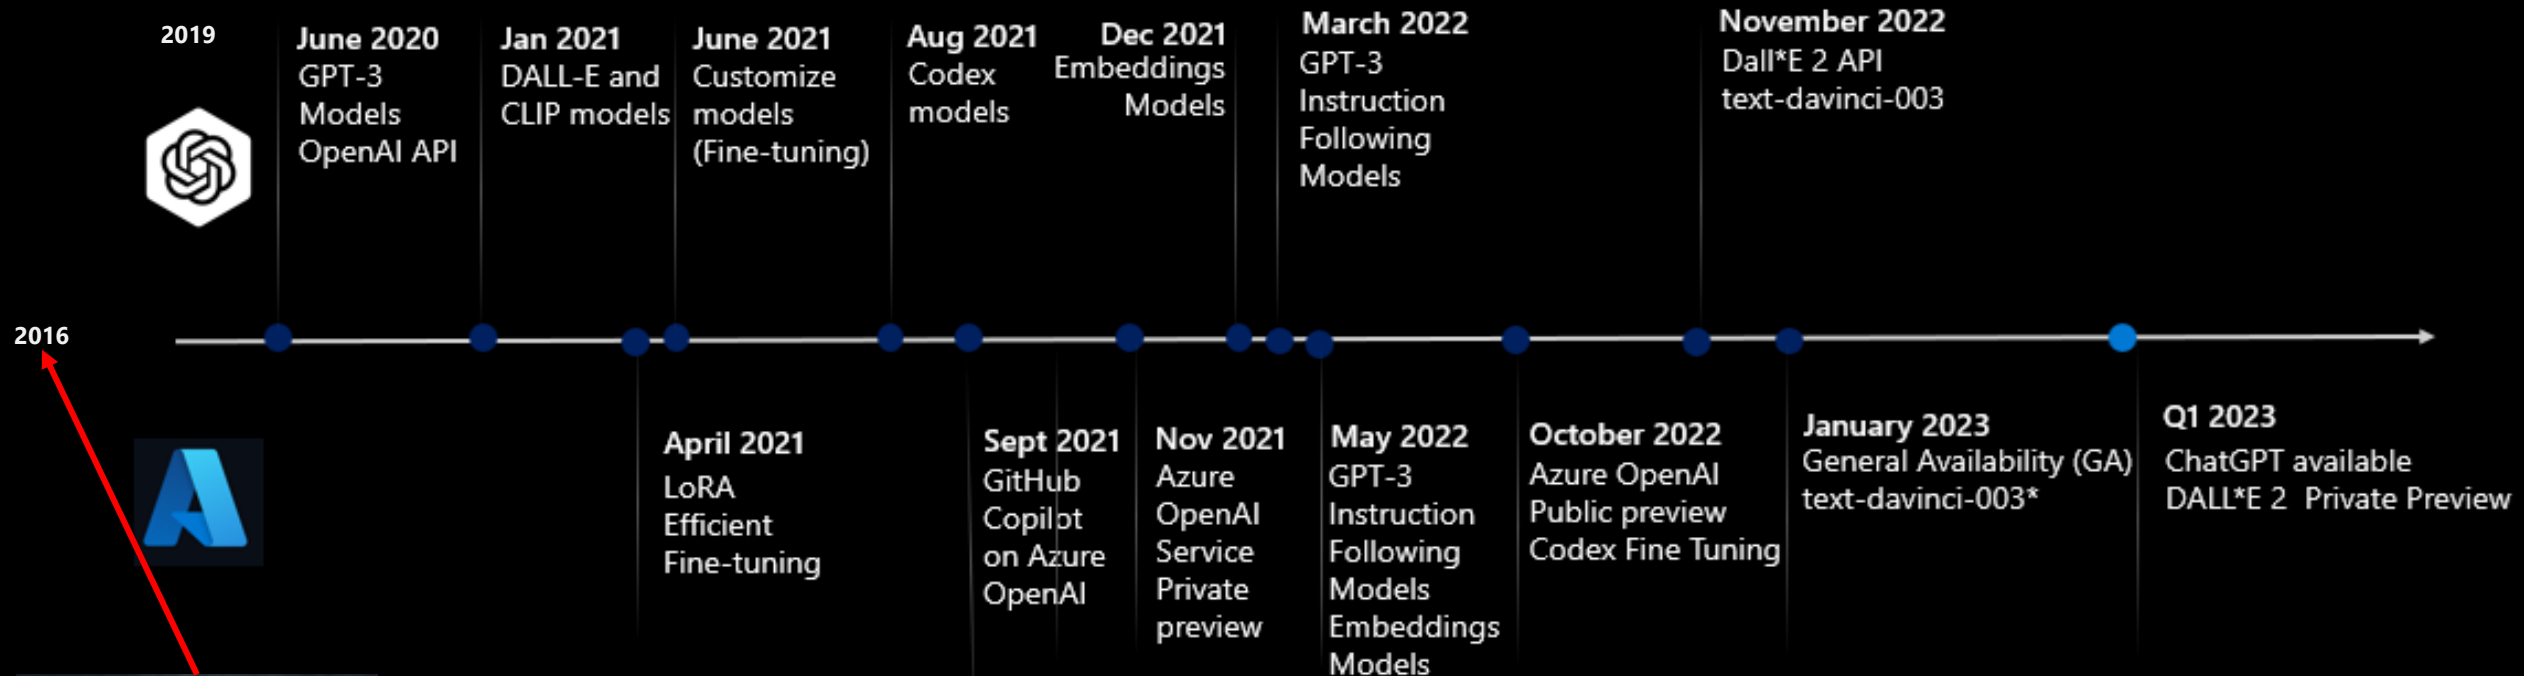 2019
June 2020
GPT-3
Models
OpenAI API
Jan 2021
DALL-E and
CLIP models
June 2021
Customize
models
(Fine-tuning)
Aug 2021
Codex
models
Dec 2021
Embeddings
Models
March 2022
GPT-3
Instruction
Following
Models
November 2022
Dall*E 2 API
text-davinci-003
2016
April 2021
LoRA
Efficient
Fine-tuning
Sept 2021
GitHub
Copilot
on Azure
OpenAI
Nov 2021
Azure
OpenAI
Service
Private
preview
May 2022
GPT-3
Instruction
Following
Models
Embeddings
Models
October 2022
Azure OpenAI
Public preview
Codex Fine Tuning
January 2023
General Availability (GA)
text-davinci-003*
Q1 2023
ChatGPT available
DALL*E 2  Private Preview